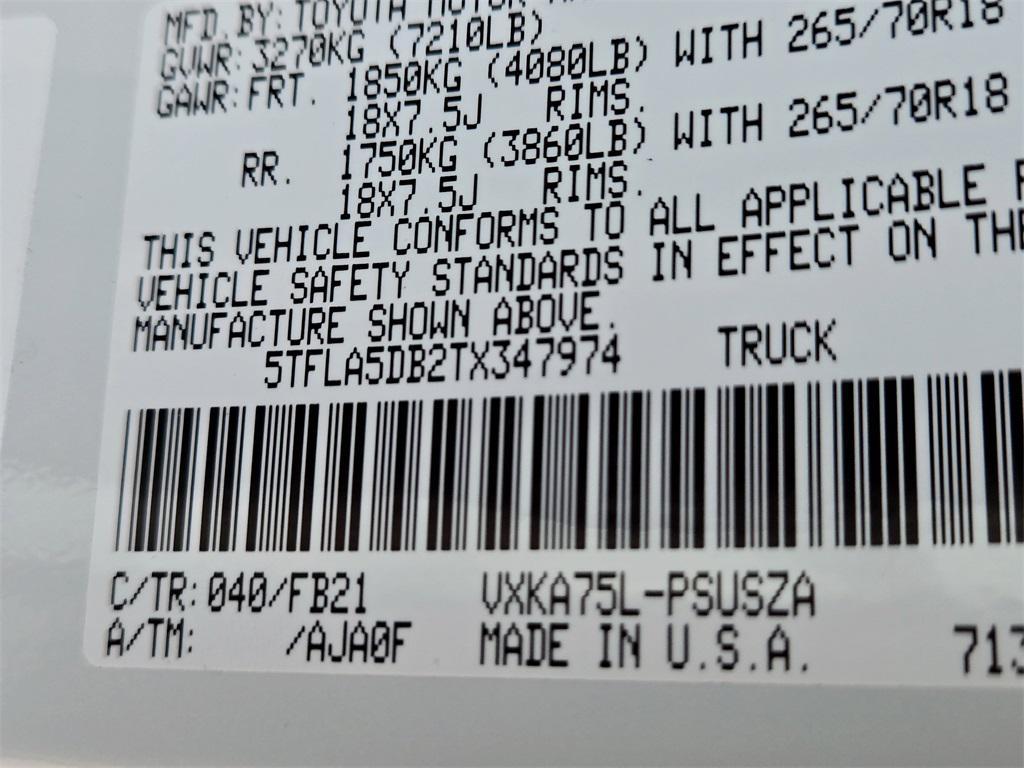 MFD. BY: TOYOTA MOTOR
GVWR: 3270KG (7210LB)
GAWR: FRT. 1850KG (4080LB) WITH 265/70R18
18X7.5J RIMS.
RR. 1750KG (3860LB) WITH 265/70R18
18X7.5J RIMS.
THIS VEHICLE CONFORMS TO ALL APPLICABLE
VEHICLE SAFETY STANDARDS IN EFFECT ON
MANUFACTURE SHOWN ABOVE.
5TFLA5DB2TX347974 TRUCK
C/TR: 040/FB21 VXKA75L-PSUSZA
A/TM: /AJA0F MADE IN U.S.A. 713